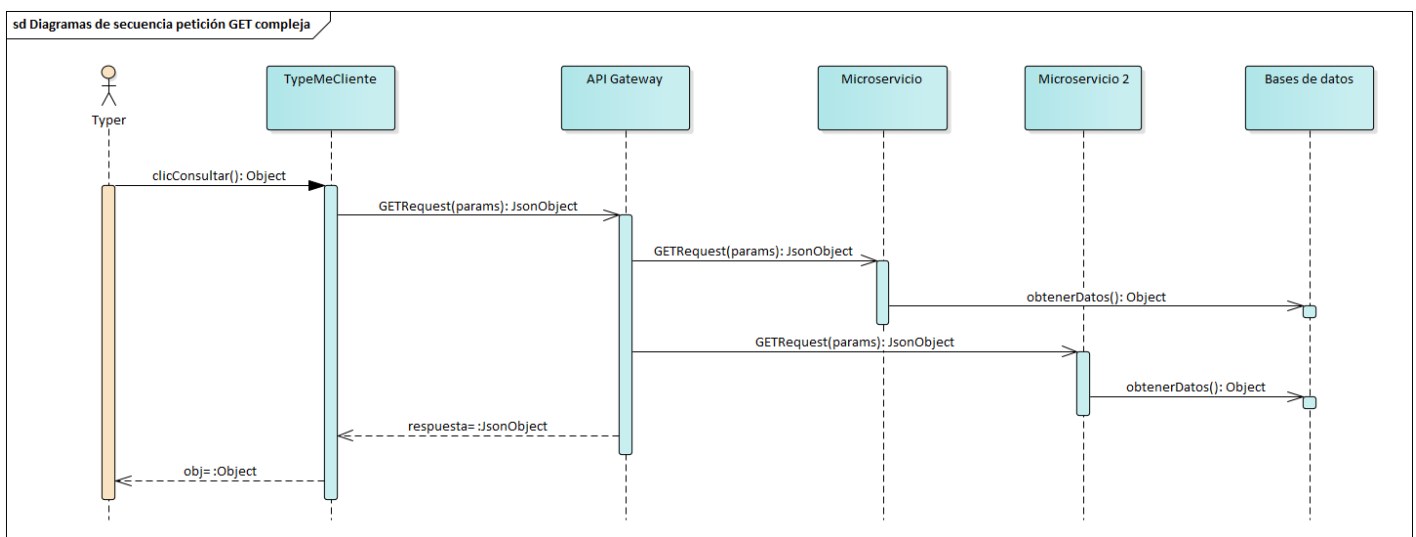 sd Diagramas de secuencia petición GET compleja
Typer
TypeMeCliente
API Gateway
Microservicio
Microservicio 2
Bases de datos
clicConsultar(): Object
GETRequest(params): JsonObject
GETRequest(params): JsonObject
obtenerDatos(): Object
GETRequest(params): JsonObject
obtenerDatos(): Object
respuesta= :JsonObject
obj= :Object